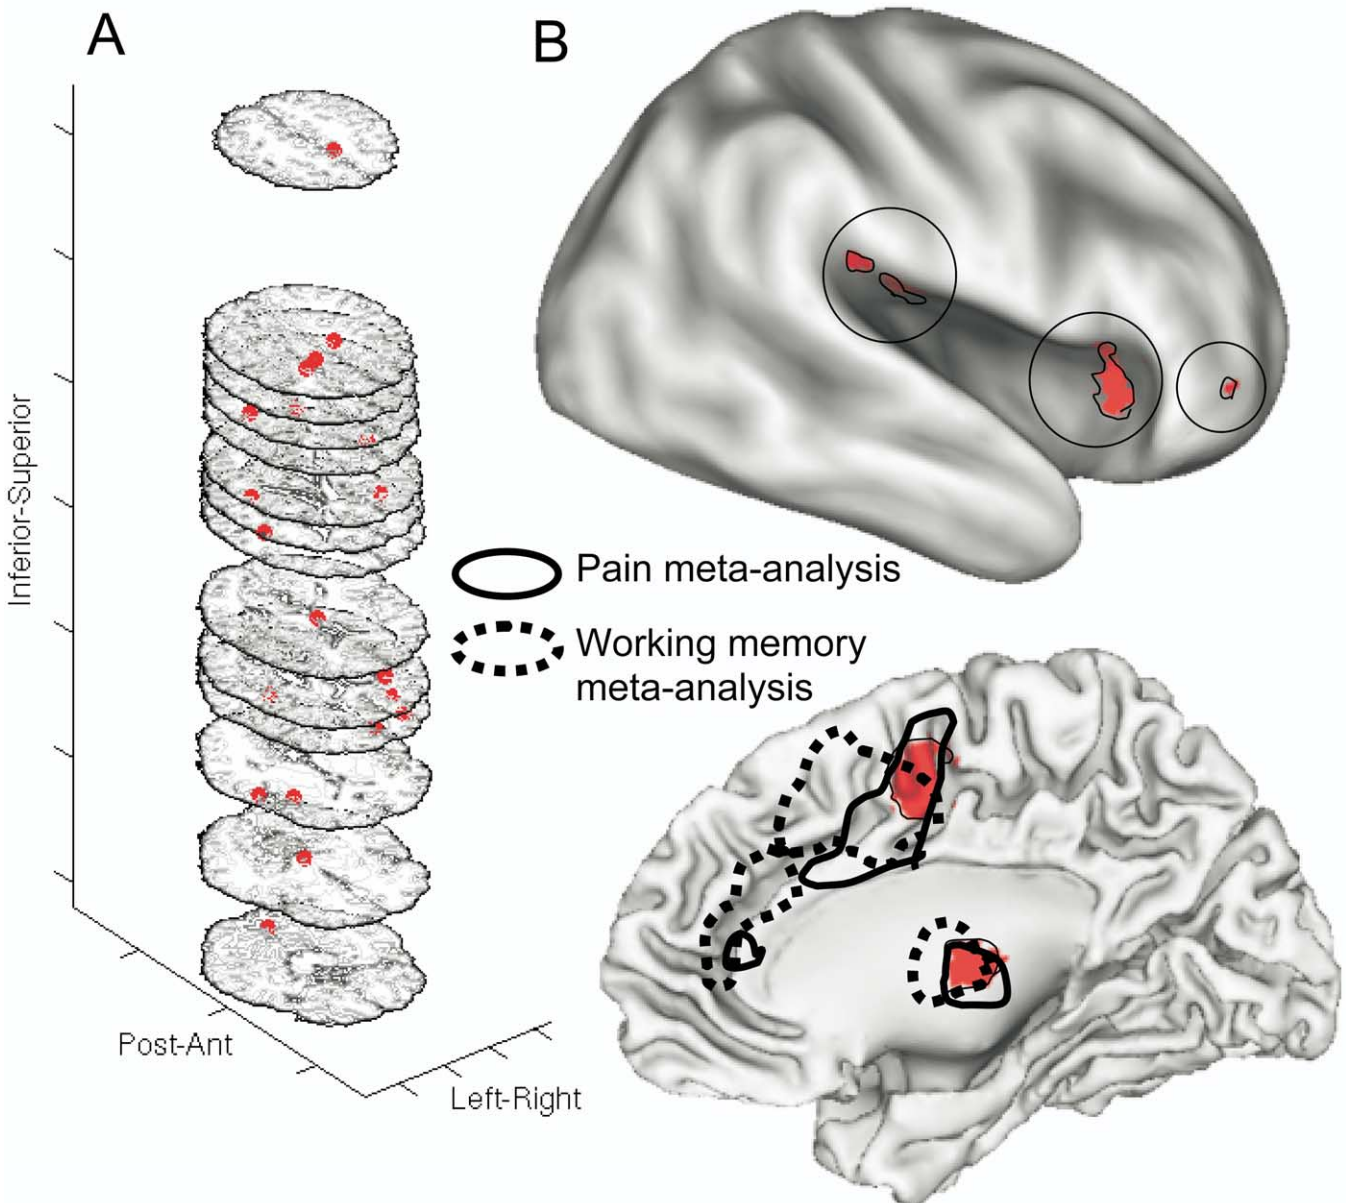 A
B
Inferior-Superior
Pain meta-analysis
Working memory
meta-analysis
Post-Ant
Left-Right